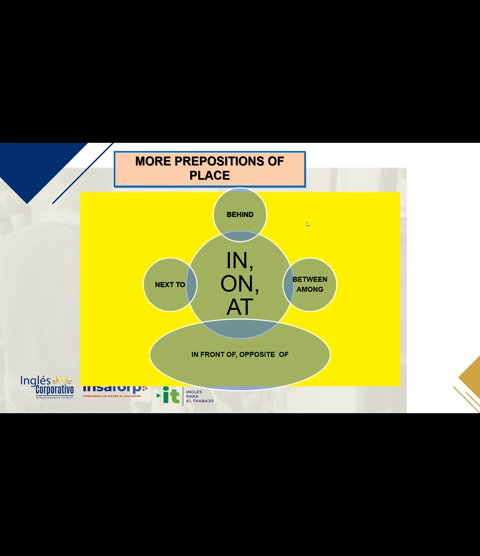 MORE PREPOSITIONS OF
PLACE
BEHIND
IN,
ON,
AT
NEXT TO
BETWEEN
AMONG
IN FRONT OF, OPPOSITE OF
Inglés
Corporativo
insaforp
it
INGLÉS
PARA
EL TRABAJO